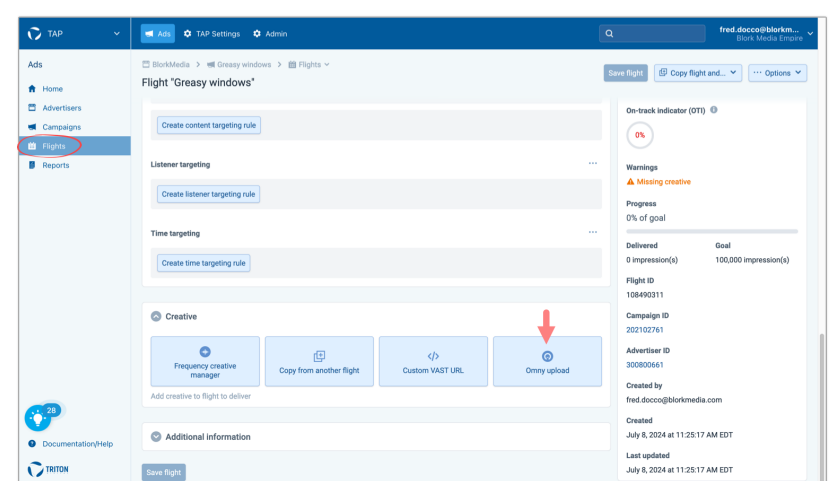 TAP
Ads
TAP Settings
Admin
fred.docco@blorkm...
Blork Media Empire
Ads
Home
Advertisers
Campaigns
Flights
Reports
28
Documentation/Help
TRITON
BlorkMedia > Greasy windows > Flights
Flight "Greasy windows"
Save flight
Copy flight and...
··· Options
Create content targeting rule
Listener targeting
···
Create listener targeting rule
Time targeting
···
Create time targeting rule
Creative
Frequency creative
manager
Copy from another flight
</> 
Custom VAST URL
Omny upload
Add creative to flight to deliver
Additional information
Save flight
On-track indicator (OTI)
0%
Warnings
Missing creative
Progress
0% of goal
Delivered Goal
0 impression(s) 100,000 impression(s)
Flight ID
108490311
Campaign ID
202102761
Advertiser ID
300800661
Created by
fred.docco@blorkmedia.com
Created
July 8, 2024 at 11:25:17 AM EDT
Last updated
July 8, 2024 at 11:25:17 AM EDT